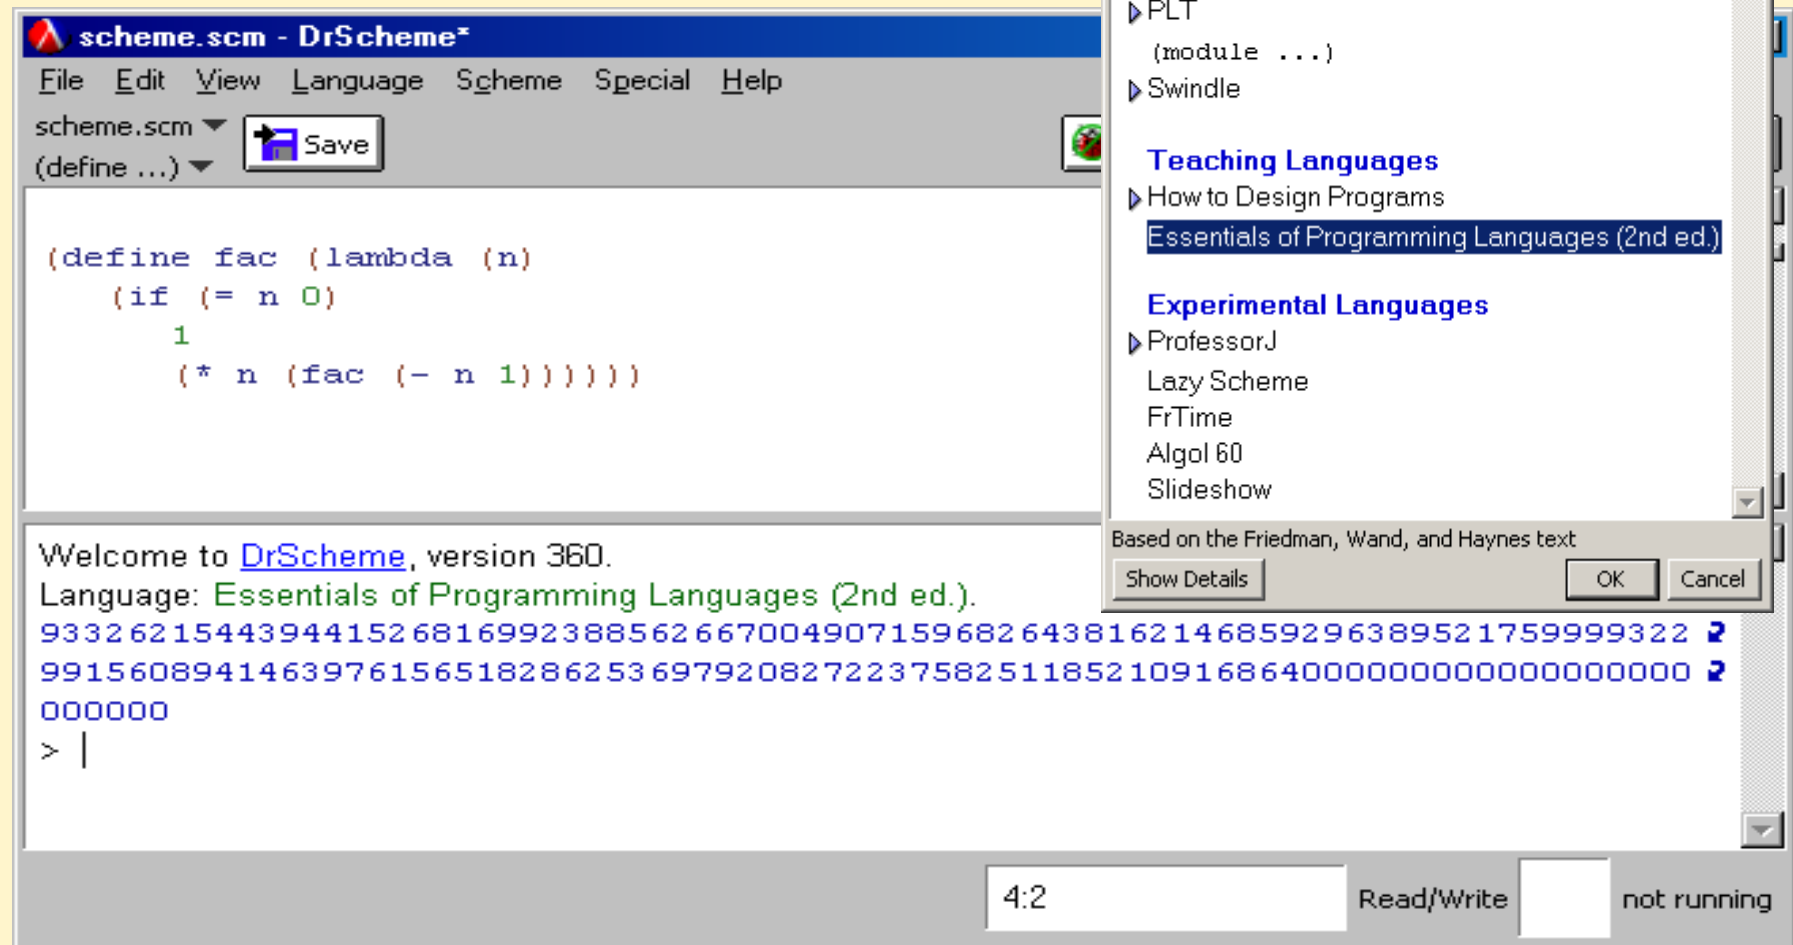 scheme.scm - DrScheme*
File Edit View Language Scheme Special Help
scheme.scm
(define ...)
Save
(define fac (lambda (n)
(if (= n 0)
1
(* n (fac (- n 1))))))
Welcome to DrScheme, version 360.
Language: Essentials of Programming Languages (2nd ed.).
9332621544394415268169923885626670049071596826438162146859296389521759999322
9915608941463976156518286253697920827223758251185210916864000000000000000000
000000
>
4:2
Read/Write
not running
PLT
(module ...)
Swindle
Teaching Languages
How to Design Programs
Essentials of Programming Languages (2nd ed.)
Experimental Languages
ProfessorJ
Lazy Scheme
FrTime
Algol 60
Slideshow
Based on the Friedman, Wand, and Haynes text
Show Details
OK
Cancel